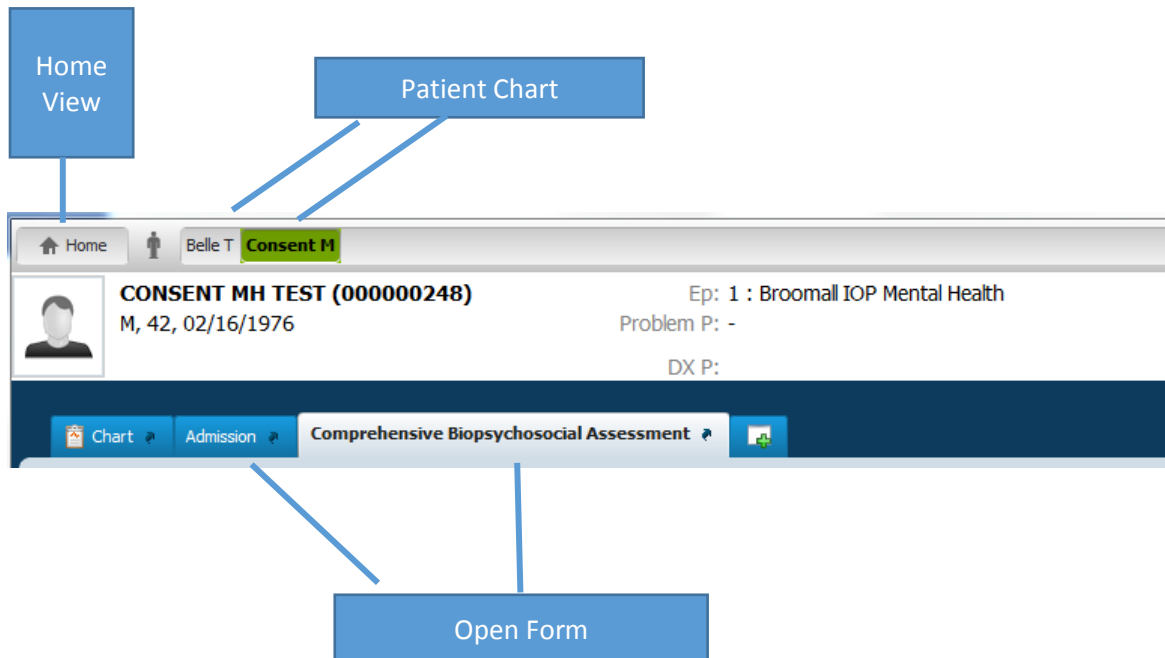 Home
View
Patient Chart
Home
Belle T
Consent M
CONSENT MH TEST (000000248)
M, 42, 02/16/1976
Ep: 1 : Broomall IOP Mental Health
Problem P: -
DX P:
Chart
Admission
Comprehensive Biopsychosocial Assessment
Open Form